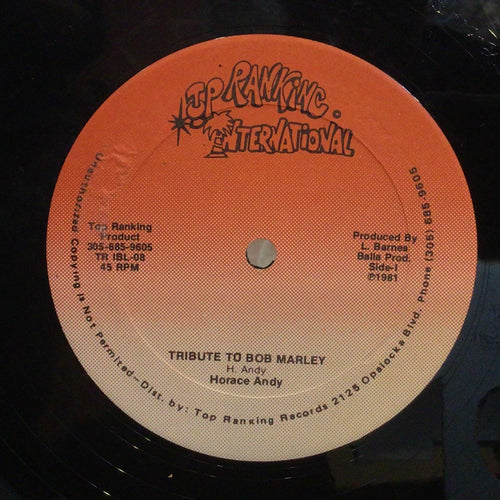 TOP RANKING
INTERNATIONAL
Top Ranking
Product
305-685-9605
TR IBL-08
45 RPM
Produced By
L. Barnes
Balla Prod.
Side-I
℗1981
TRIBUTE TO BOB MARLEY
H. Andy
Horace Andy
Unauthorized Copying is Not Permixed-Dist. by: Top Ranking Records 2125 Opalocka Blvd. Phone (305) 685-9605